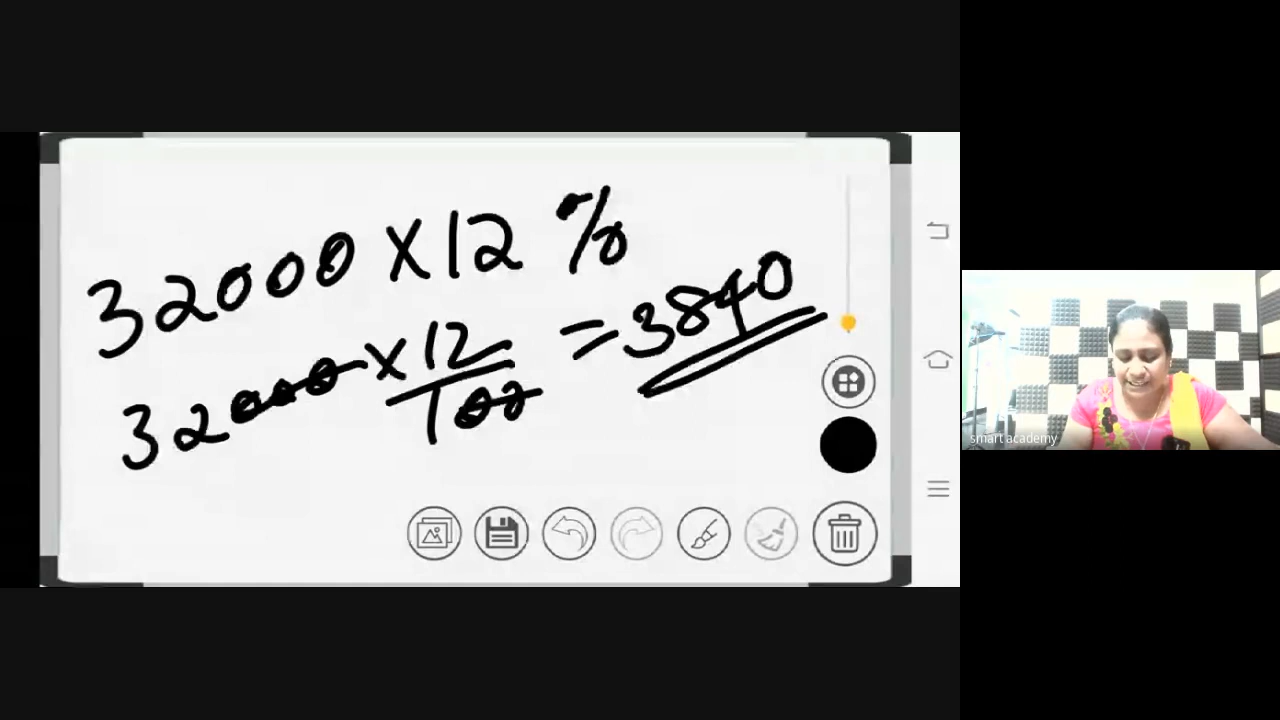 32000 x 12 %
32000 x 12/100 = 3840
smart academy